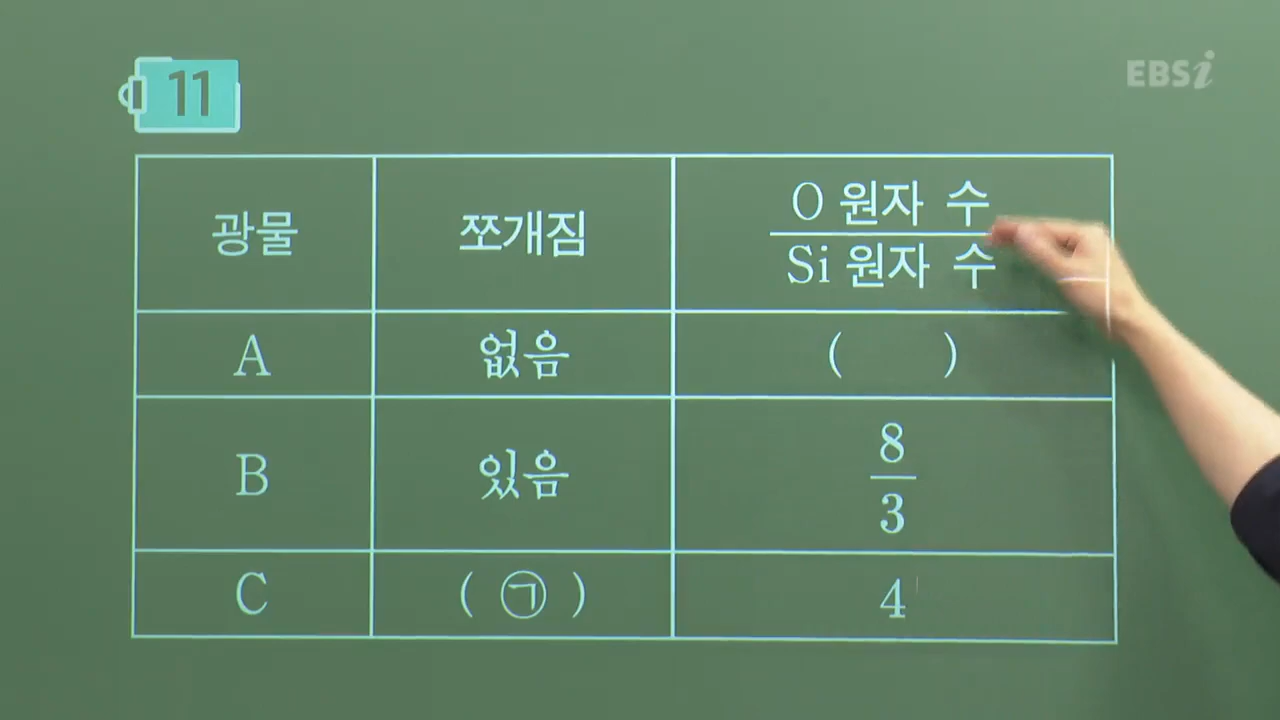 11
EBSi
광물 쪼개짐 O 원자 수
Si 원자 수
A 없음 ( )
B 있음 8
3
C ( ㉠ ) 4